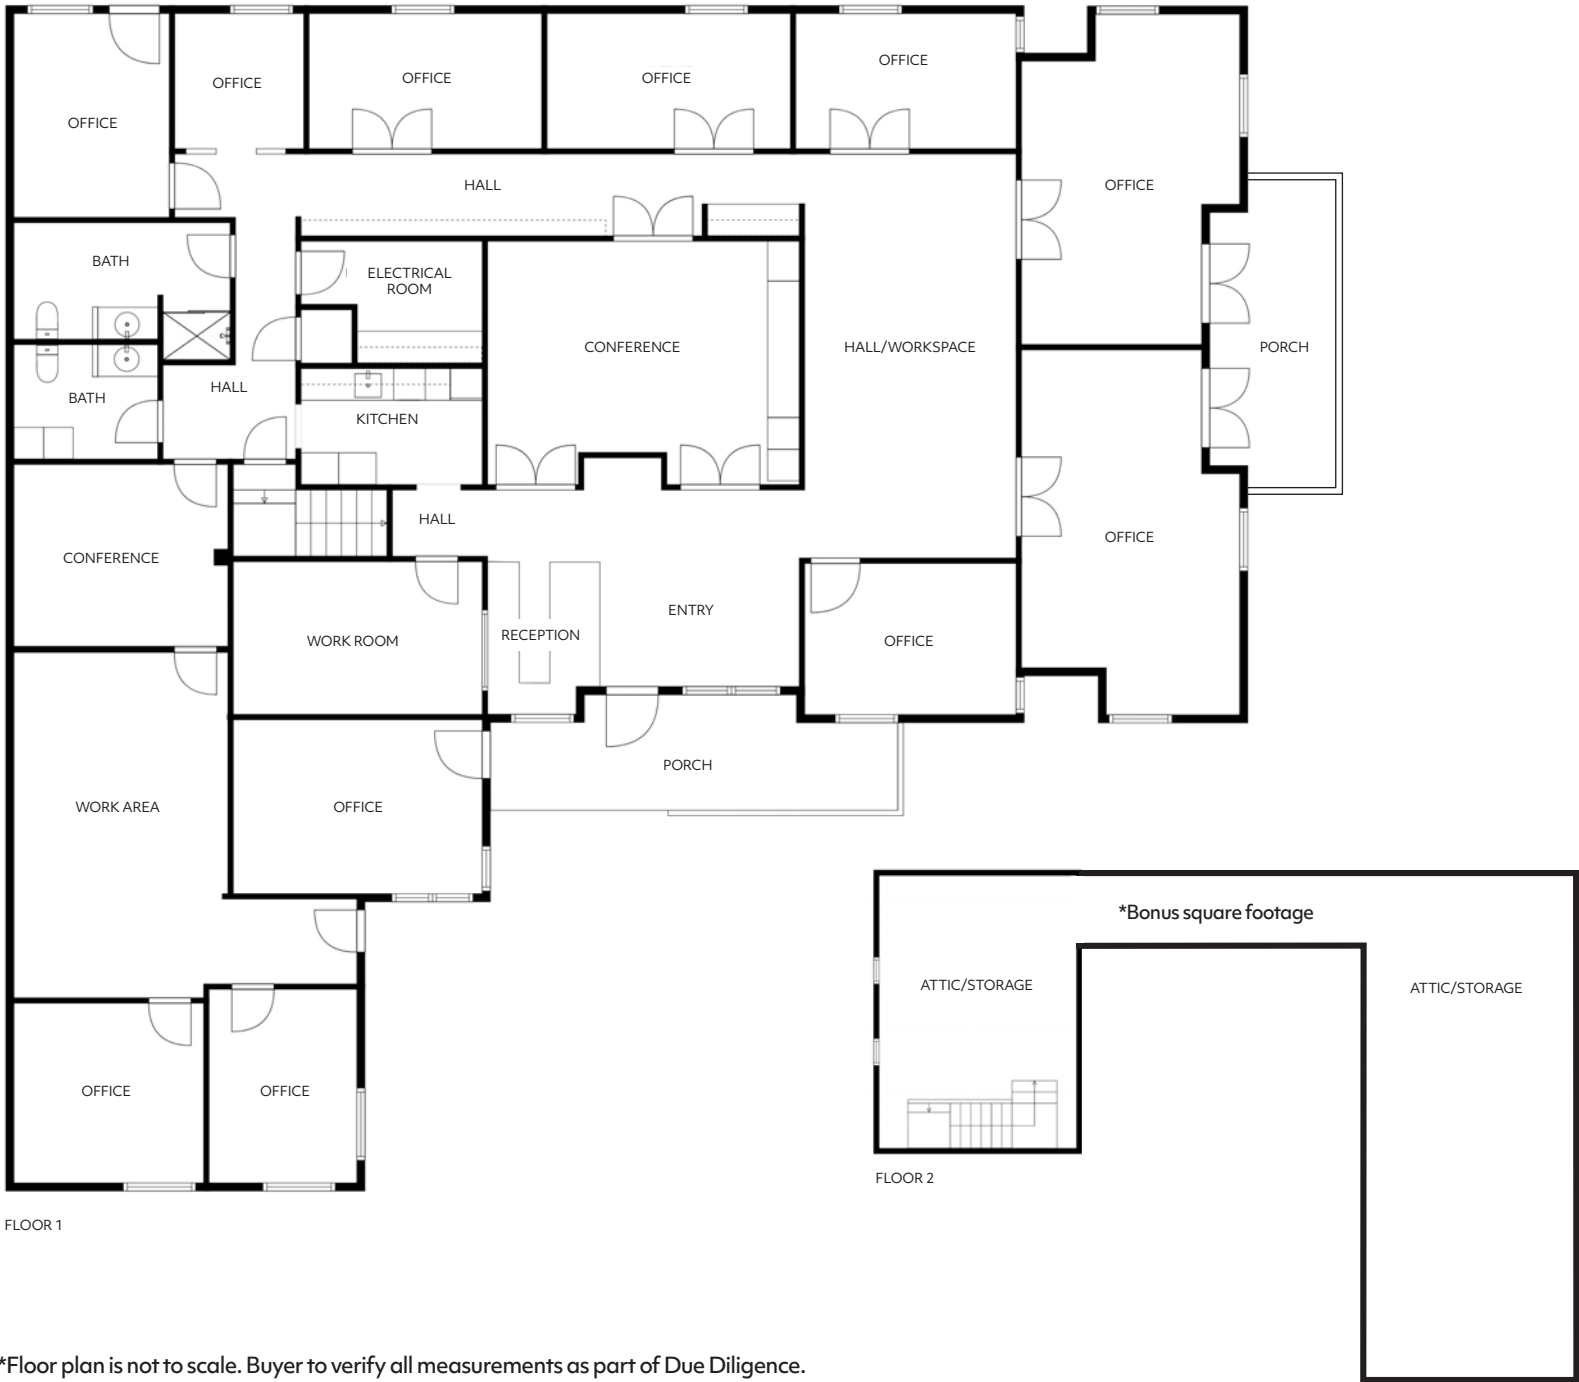 OFFICE
OFFICE
OFFICE
OFFICE
OFFICE
HALL
OFFICE
BATH
ELECTRICAL
ROOM
CONFERENCE
HALL/WORKSPACE
PORCH
HALL
BATH
KITCHEN
HALL
CONFERENCE
OFFICE
WORK ROOM
RECEPTION
ENTRY
OFFICE
PORCH
WORK AREA
OFFICE
*Bonus square footage
ATTIC/STORAGE
ATTIC/STORAGE
OFFICE
OFFICE
FLOOR 2
FLOOR 1
*Floor plan is not to scale. Buyer to verify all measurements as part of Due Diligence.